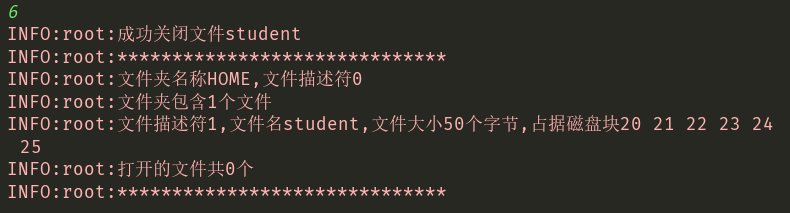 6
INFO:root:成功关闭文件student
INFO:root:******************************
INFO:root:文件夹名称HOME,文件描述符0
INFO:root:文件夹包含1个文件
INFO:root:文件描述符1,文件名student,文件大小50个字节,占据磁盘块20 21 22 23 24
25
INFO:root:打开的文件共0个
INFO:root:******************************